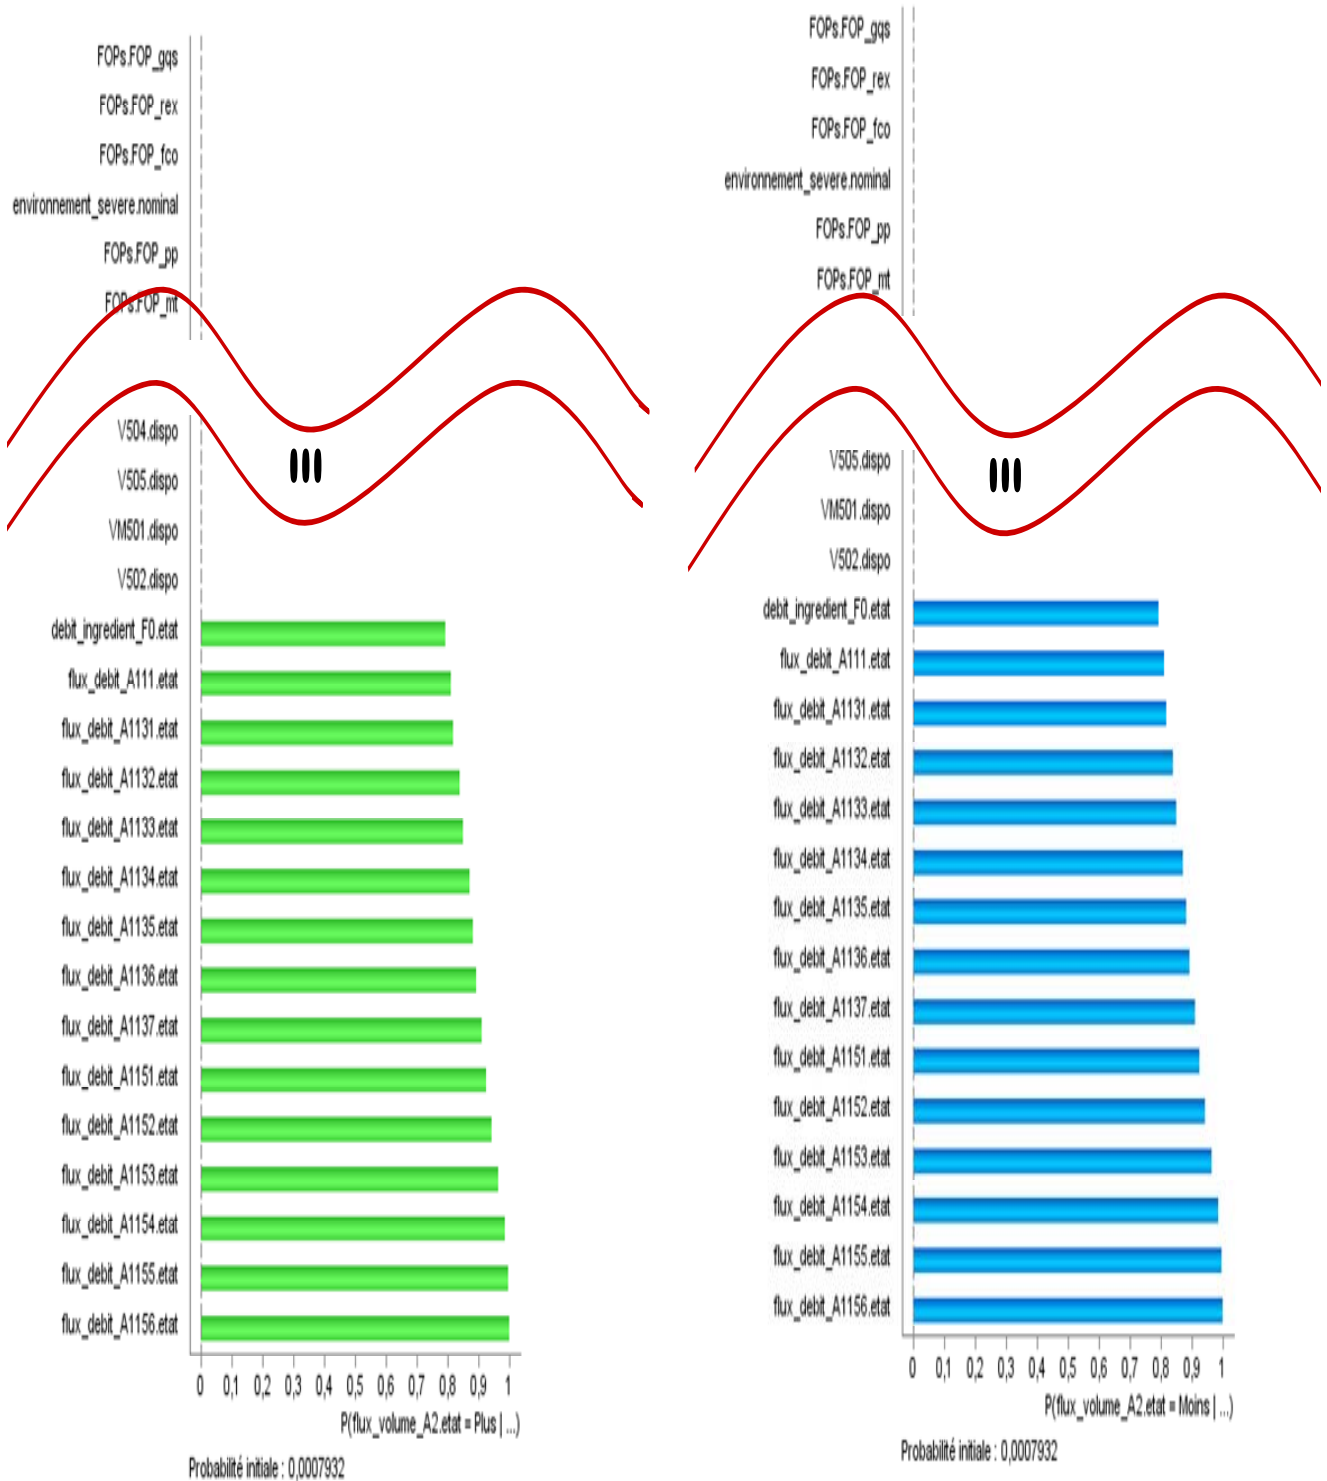 FOPs.FOP_gqs
FOPs.FOP_rex
FOPs.FOP_fco
environnement_severe.nominal
FOPs.FOP_pp
FOPs.FOP_mt
V504.dispo
V505.dispo
VM501.dispo
V502.dispo
debit_ingredient_F0.etat
flux_debit_A111.etat
flux_debit_A1131.etat
flux_debit_A1132.etat
flux_debit_A1133.etat
flux_debit_A1134.etat
flux_debit_A1135.etat
flux_debit_A1136.etat
flux_debit_A1137.etat
flux_debit_A1151.etat
flux_debit_A1152.etat
flux_debit_A1153.etat
flux_debit_A1154.etat
flux_debit_A1155.etat
flux_debit_A1156.etat
0 0,1 0,2 0,3 0,4 0,5 0,6 0,7 0,8 0,9 1
P(flux_volume_A2.etat = Plus | ...)
Probabilité initiale : 0,0007932
FOPs.FOP_gqs
FOPs.FOP_rex
FOPs.FOP_fco
environnement_severe.nominal
FOPs.FOP_pp
FOPs.FOP_mt
V505.dispo
VM501.dispo
V502.dispo
debit_ingredient_F0.etat
flux_debit_A111.etat
flux_debit_A1131.etat
flux_debit_A1132.etat
flux_debit_A1133.etat
flux_debit_A1134.etat
flux_debit_A1135.etat
flux_debit_A1136.etat
flux_debit_A1137.etat
flux_debit_A1151.etat
flux_debit_A1152.etat
flux_debit_A1153.etat
flux_debit_A1154.etat
flux_debit_A1155.etat
flux_debit_A1156.etat
0 0,1 0,2 0,3 0,4 0,5 0,6 0,7 0,8 0,9 1
P(flux_volume_A2.etat = Moins | ...)
Probabilité initiale : 0,0007932